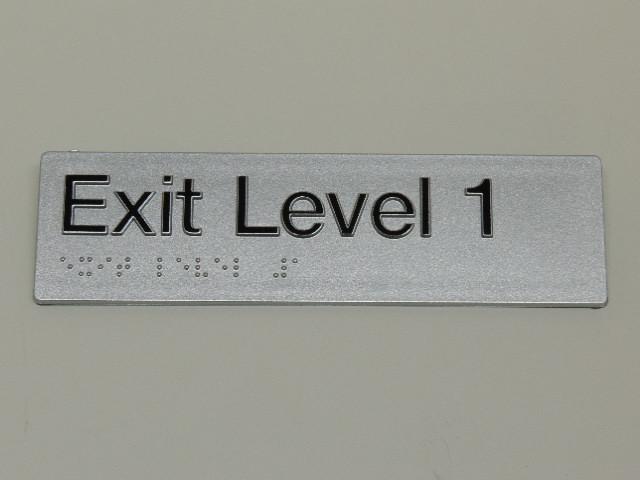 Exit Level 1
⠑⠭⠊⠞ ⠇⠑⠧⠑⠇ ⠼⠁